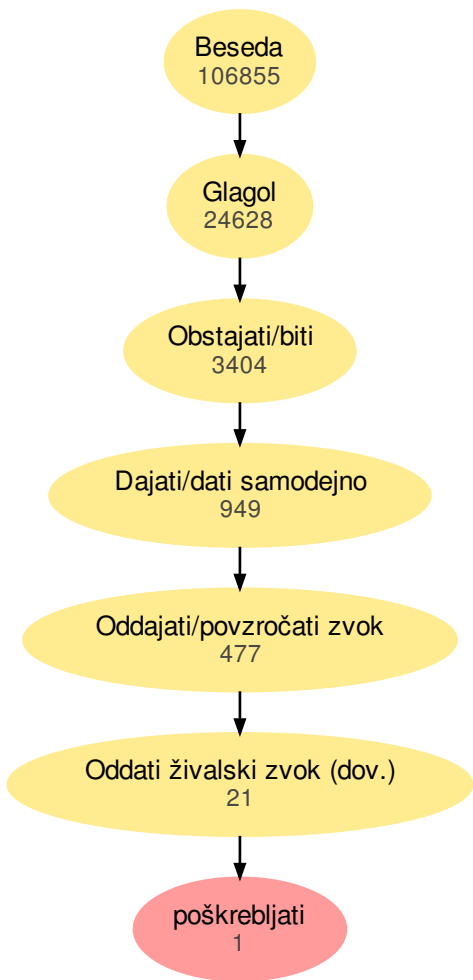 Beseda
106855
Glagol
24628
Obstajati/biti
3404
Dajati/dati samodejno
949
Oddajati/povzročati zvok
477
Oddati živalski zvok (dov.)
21
poškrebljati
1